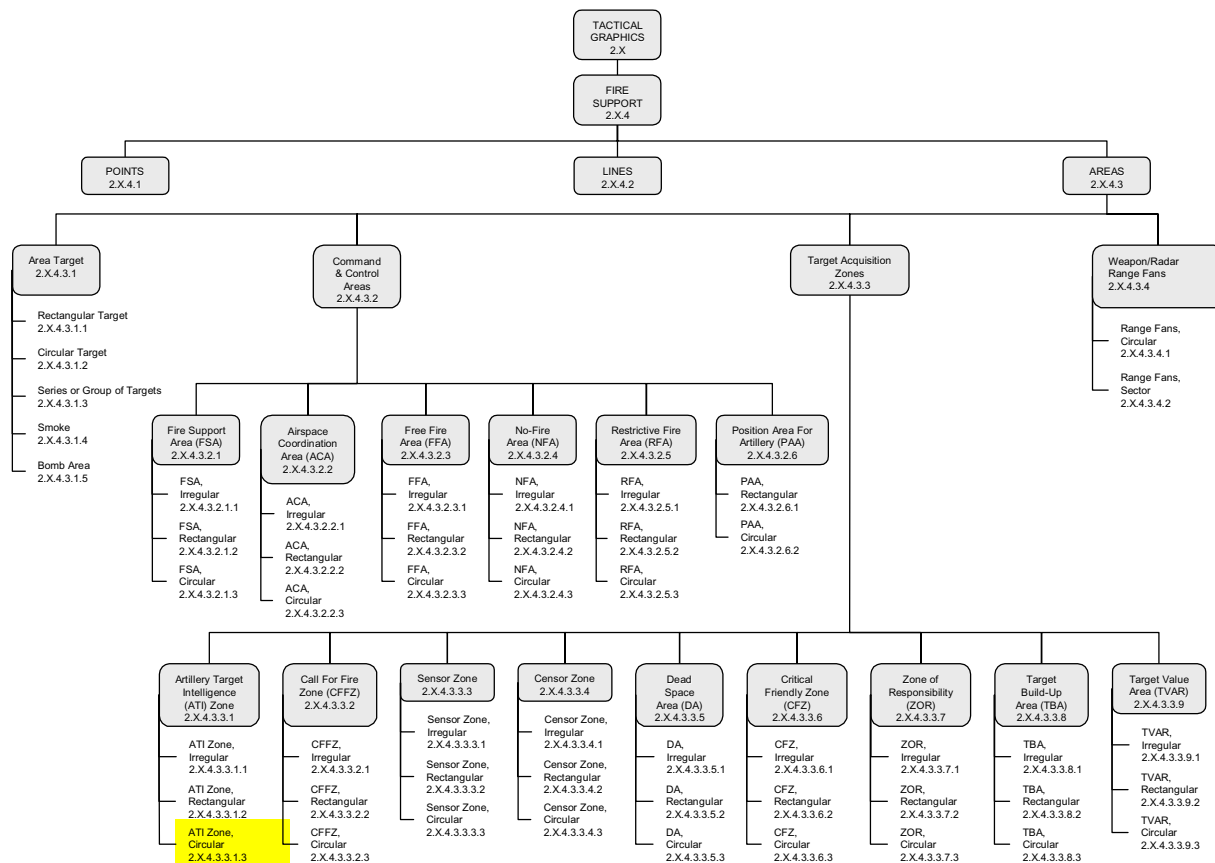 TACTICAL
GRAPHICS
2.X
FIRE
SUPPORT
2.X.4
POINTS
2.X.4.1
LINES
2.X.4.2
AREAS
2.X.4.3
Area Target
2.X.4.3.1
Rectangular Target
2.X.4.3.1.1
Circular Target
2.X.4.3.1.2
Series or Group of Targets
2.X.4.3.1.3
Smoke
2.X.4.3.1.4
Bomb Area
2.X.4.3.1.5
Command
& Control
Areas
2.X.4.3.2
Fire Support
Area (FSA)
2.X.4.3.2.1
FSA,
Irregular
2.X.4.3.2.1.1
FSA,
Rectangular
2.X.4.3.2.1.2
FSA,
Circular
2.X.4.3.2.1.3
Airspace
Coordination
Area (ACA)
2.X.4.3.2.2
ACA,
Irregular
2.X.4.3.2.2.1
ACA,
Rectangular
2.X.4.3.2.2.2
ACA,
Circular
2.X.4.3.2.2.3
Free Fire
Area (FFA)
2.X.4.3.2.3
FFA,
Irregular
2.X.4.3.2.3.1
FFA,
Rectangular
2.X.4.3.2.3.2
FFA,
Circular
2.X.4.3.2.3.3
No-Fire
Area (NFA)
2.X.4.3.2.4
NFA,
Irregular
2.X.4.3.2.4.1
NFA,
Rectangular
2.X.4.3.2.4.2
NFA,
Circular
2.X.4.3.2.4.3
Restrictive Fire
Area (RFA)
2.X.4.3.2.5
RFA,
Irregular
2.X.4.3.2.5.1
RFA,
Rectangular
2.X.4.3.2.5.2
RFA,
Circular
2.X.4.3.2.5.3
Position Area For
Artillery (PAA)
2.X.4.3.2.6
PAA,
Rectangular
2.X.4.3.2.6.1
PAA,
Circular
2.X.4.3.2.6.2
Target Acquisition
Zones
2.X.4.3.3
Weapon/Radar
Range Fans
2.X.4.3.4
Range Fans,
Circular
2.X.4.3.4.1
Range Fans,
Sector
2.X.4.3.4.2
Artillery Target
Intelligence
(ATI) Zone
2.X.4.3.3.1
ATI Zone,
Irregular
2.X.4.3.3.1.1
ATI Zone,
Rectangular
2.X.4.3.3.1.2
ATI Zone,
Circular
2.X.4.3.3.1.3
Call For Fire
Zone (CFFZ)
2.X.4.3.3.2
CFFZ,
Irregular
2.X.4.3.3.2.1
CFFZ,
Rectangular
2.X.4.3.3.2.2
CFFZ,
Circular
2.X.4.3.3.2.3
Sensor Zone
2.X.4.3.3.3
Sensor Zone,
Irregular
2.X.4.3.3.3.1
Sensor Zone,
Rectangular
2.X.4.3.3.3.2
Sensor Zone,
Circular
2.X.4.3.3.3.3
Censor Zone
2.X.4.3.3.4
Censor Zone,
Irregular
2.X.4.3.3.4.1
Censor Zone,
Rectangular
2.X.4.3.3.4.2
Censor Zone,
Circular
2.X.4.3.3.4.3
Dead
Space
Area (DA)
2.X.4.3.3.5
DA,
Irregular
2.X.4.3.3.5.1
DA,
Rectangular
2.X.4.3.3.5.2
DA,
Circular
2.X.4.3.3.5.3
Critical
Friendly Zone
(CFZ)
2.X.4.3.3.6
CFZ,
Irregular
2.X.4.3.3.6.1
CFZ,
Rectangular
2.X.4.3.3.6.2
CFZ,
Circular
2.X.4.3.3.6.3
Zone of
Responsibility
(ZOR)
2.X.4.3.3.7
ZOR,
Irregular
2.X.4.3.3.7.1
ZOR,
Rectangular
2.X.4.3.3.7.2
ZOR,
Circular
2.X.4.3.3.7.3
Target
Build-Up
Area (TBA)
2.X.4.3.3.8
TBA,
Irregular
2.X.4.3.3.8.1
TBA,
Rectangular
2.X.4.3.3.8.2
TBA,
Circular
2.X.4.3.3.8.3
Target Value
Area (TVAR)
2.X.4.3.3.9
TVAR,
Irregular
2.X.4.3.3.9.1
TVAR,
Rectangular
2.X.4.3.3.9.2
TVAR,
Circular
2.X.4.3.3.9.3